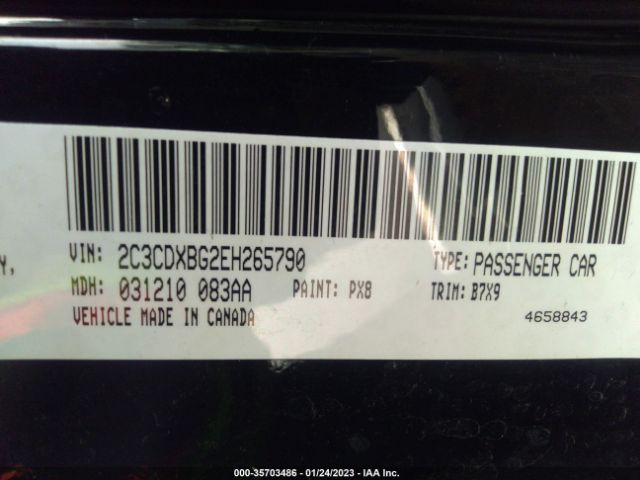 VIN: 2C3CDXBG2EH265790 TYPE: PASSENGER CAR
Y,
MDH: 031210 083AA PAINT: PX8 TRIM: B7X9
VEHICLE MADE IN CANADA 4658843
000-35703486 - 01/24/2023 - IAA Inc.